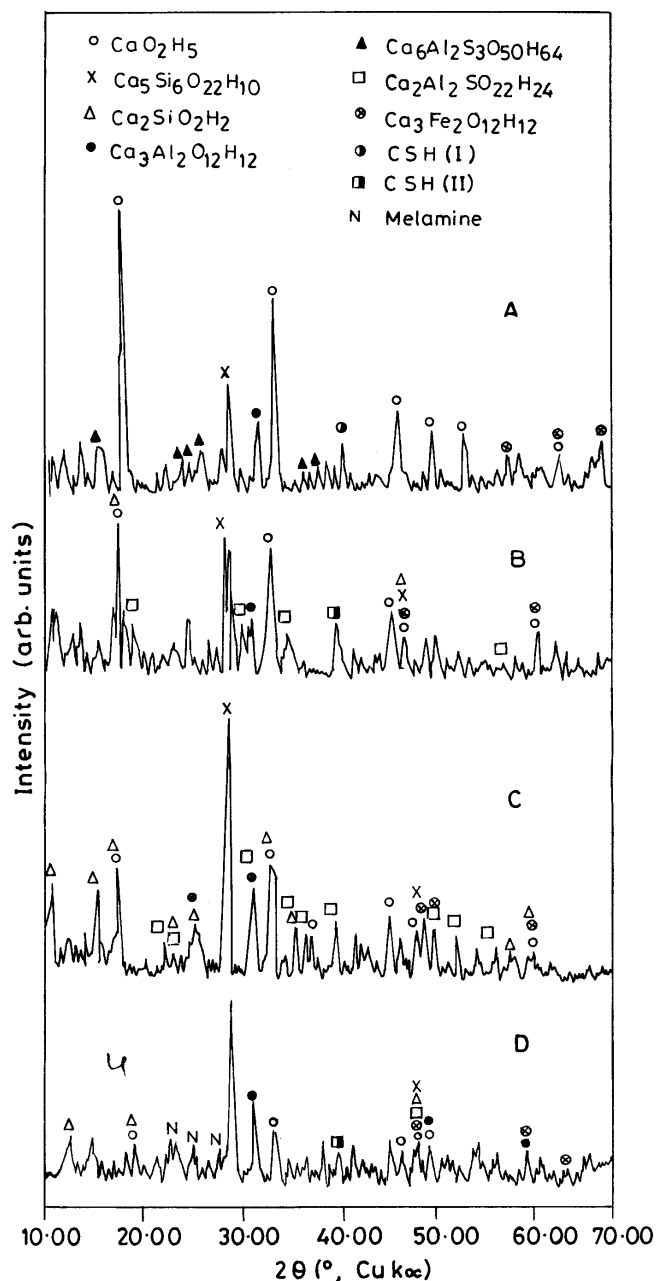 ○ CaO₂H₅
x Ca₅Si₆O₂₂H₁₀
△ Ca₂SiO₂H₂
● Ca₃Al₂O₁₂H₁₂
▲ Ca₆Al₂S₃O₅₀H₆₄
□ Ca₂Al₂SO₂₂H₂₄
⊗ Ca₃Fe₂O₁₂H₁₂
◑ CSH (I)
◨ CSH (II)
N Melamine
A
B
C
D
N N N
Intensity (arb. units)
10·00 20·00 30·00 40·00 50·00 60·00 70·00
2θ (°, Cu kα)